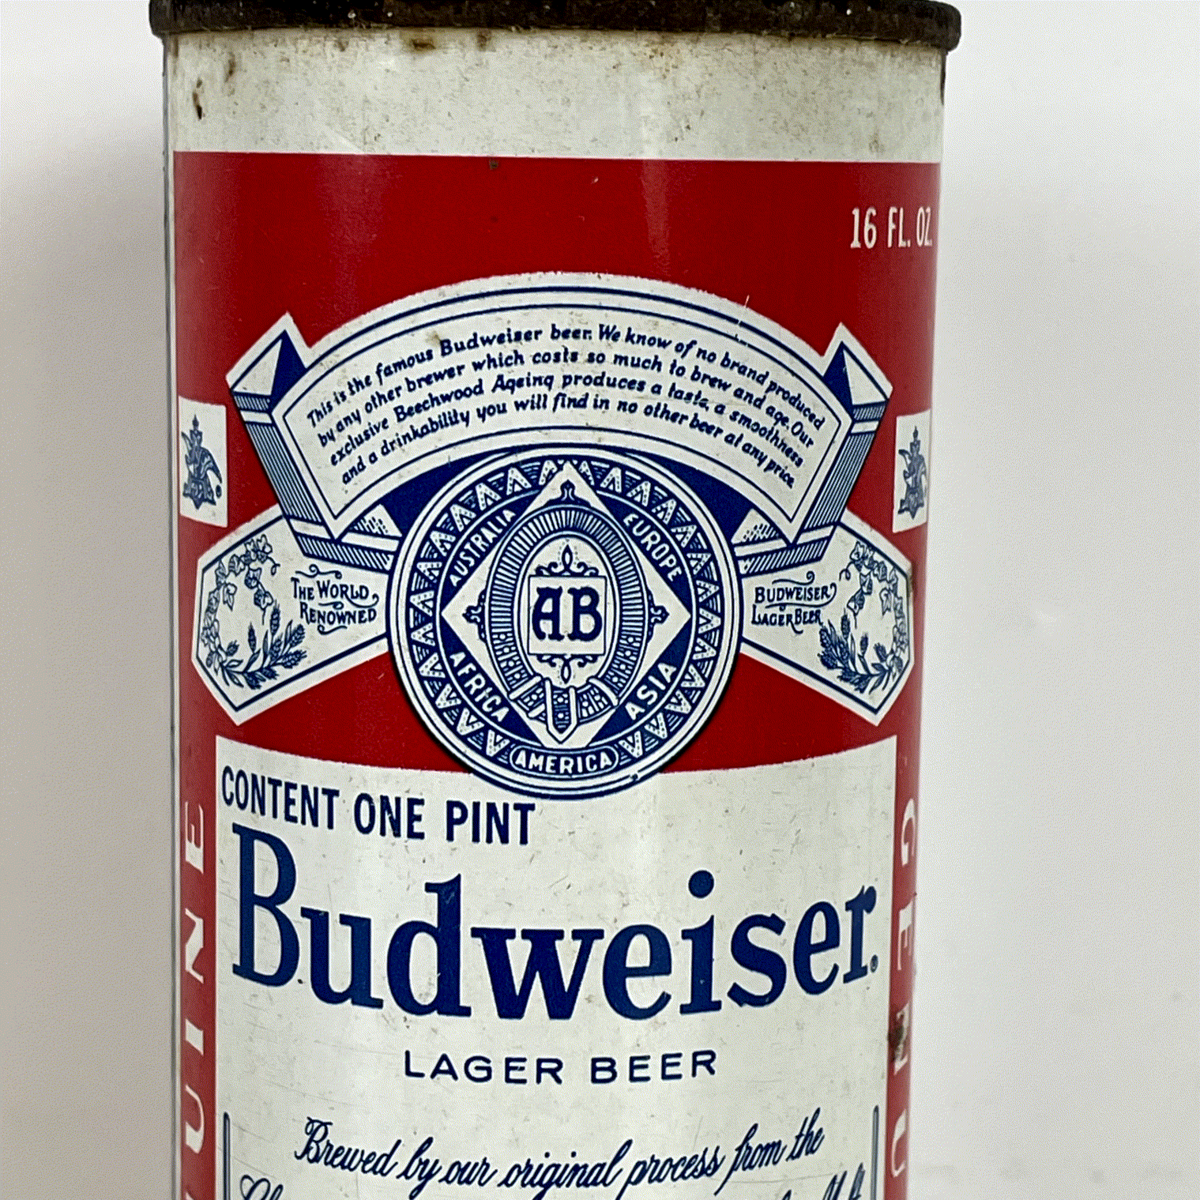 16 FL. OZ.
This is the famous Budweiser beer. We know of no brand produced
by any other brewer which costs so much to brew and age. Our
exclusive Beechwood Ageing produces a taste, a smoothness
and a drinkability you will find in no other beer at any price.
AUSTRALIA
EUROPE
THE WORLD
RENOWNED
AB
BUDWEISER
LAGER BEER
AFRICA
ASIA
AMERICA
CONTENT ONE PINT
Budweiser.
LAGER BEER
Brewed by our original process from the
NUINE
GENU